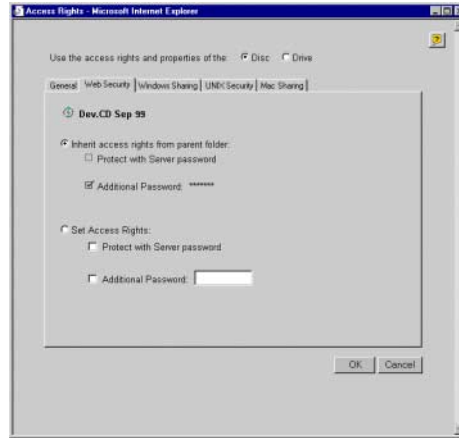 Access Rights - Microsoft Internet Explorer
?
Use the access rights and properties of the Disc Drive
General Web Security Windows Sharing UNIX Security Mac Sharing
Dev.CD Sep 99
Inherit access rights from parent folder:
Protect with Server password
Additional Password: *******
Set Access Rights:
Protect with Server password
Additional Password:
OK Cancel